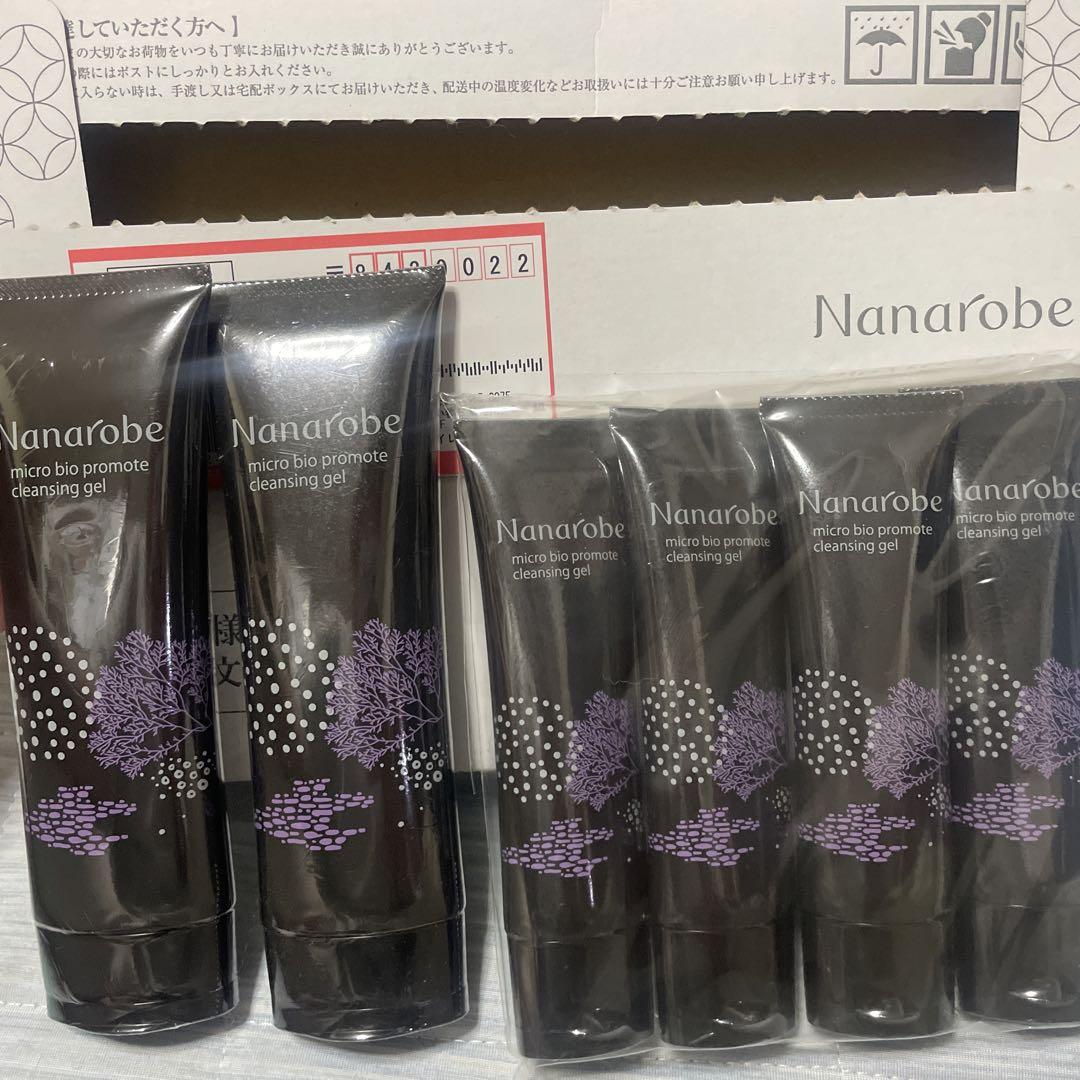 達していただく方へ】
の大切なお荷物をいつも丁寧にお届けいただき誠にありがとうございます。
際にはポストにしっかりとお入れください。
に入らない時は、手渡し又は宅配ボックスにてお届けいただき、配送中の温度変化などお取扱いには十分ご注意お願い申し上げます。
Nanarobe
Nanarobe
micro bio promote
cleansing gel
Nanarobe
micro bio promote
cleansing gel
Nanarobe
micro bio promote
cleansing gel
Nanarobe
micro bio promote
cleansing gel
Nanarobe
micro bio promote
cleansing gel
Nanarobe
micro bio promote
cleansing gel
様
文